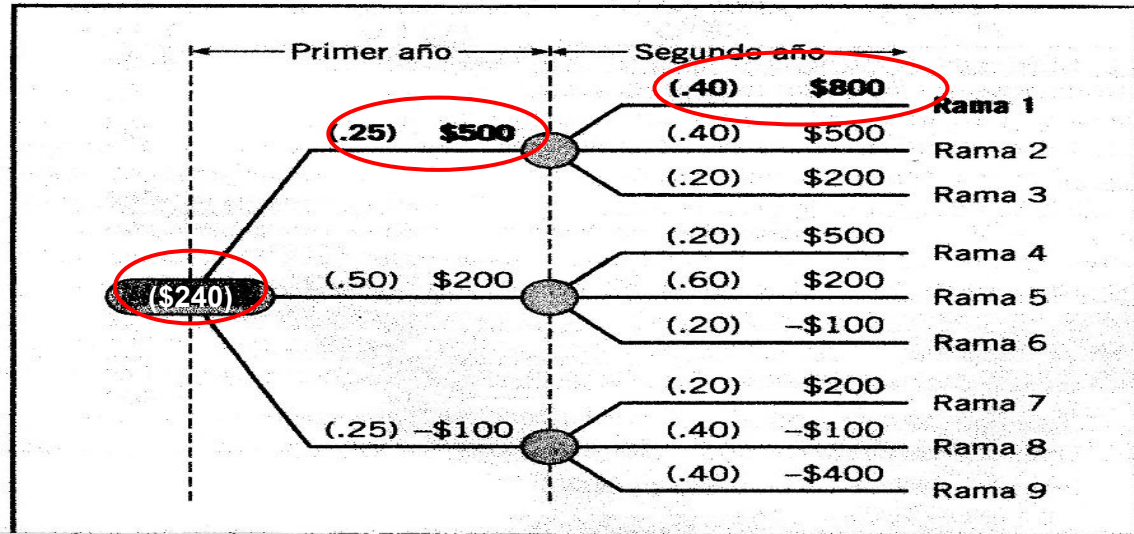 Primer año Segundo año
(.40) $800 Rama 1
(.25) $500 (.40) $500 Rama 2
(.20) $200 Rama 3
(.20) $500 Rama 4
($240) (.50) $200 (.60) $200 Rama 5
(.20) –$100 Rama 6
(.20) $200 Rama 7
(.25) –$100 (.40) –$100 Rama 8
(.40) –$400 Rama 9